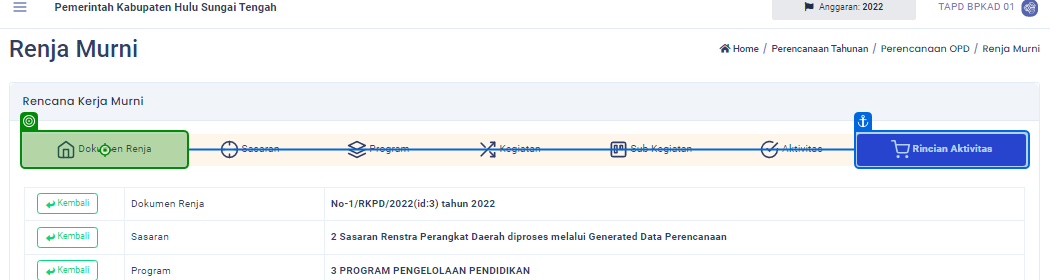 Pemerintah Kabupaten Hulu Sungai Tengah
Anggaran: 2022
TAPD BPKAD 01
Renja Murni
Home / Perencanaan Tahunan / Perencanaan OPD / Renja Murni
Rencana Kerja Murni
Dokumen Renja
Sasaran
Program
Kegiatan
Sub Kegiatan
Aktivitas
Rincian Aktivitas
Kembali Dokumen Renja No-1/RKPD/2022(id:3) tahun 2022
Kembali Sasaran 2 Sasaran Renstra Perangkat Daerah diproses melalui Generated Data Perencanaan
Kembali Program 3 PROGRAM PENGELOLAAN PENDIDIKAN